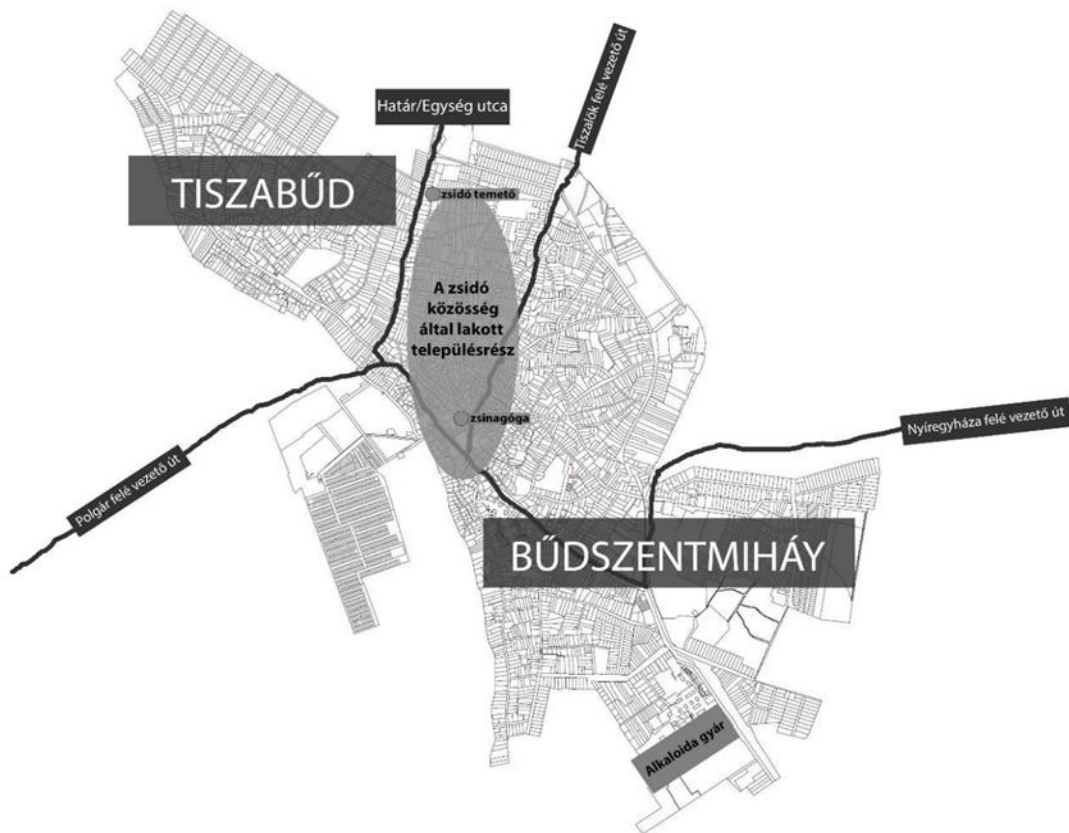 Határ/Egység utca
Tiszalök felé vezető út
TISZABŰD
zsidó temető
A zsidó
közösség
által lakott
településrész
zsinagóga
Nyíregyháza felé vezető út
Polgár felé vezető út
BŰDSZENTMIHÁY
Alkaloida gyár